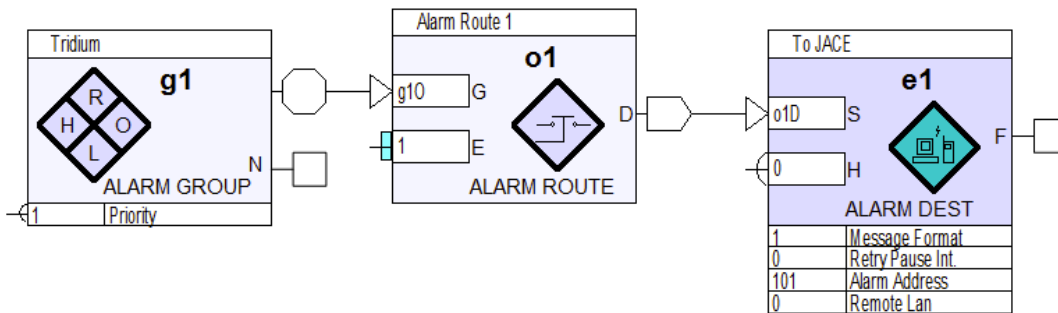 Tridium
g1
R
H
O
L
N
ALARM GROUP
1 Priority
Alarm Route 1
o1
g1O G
1 E
D
ALARM ROUTE
To JACE
e1
o1D S
0 H
F
ALARM DEST
1 Message Format
0 Retry Pause Int.
101 Alarm Address
0 Remote Lan